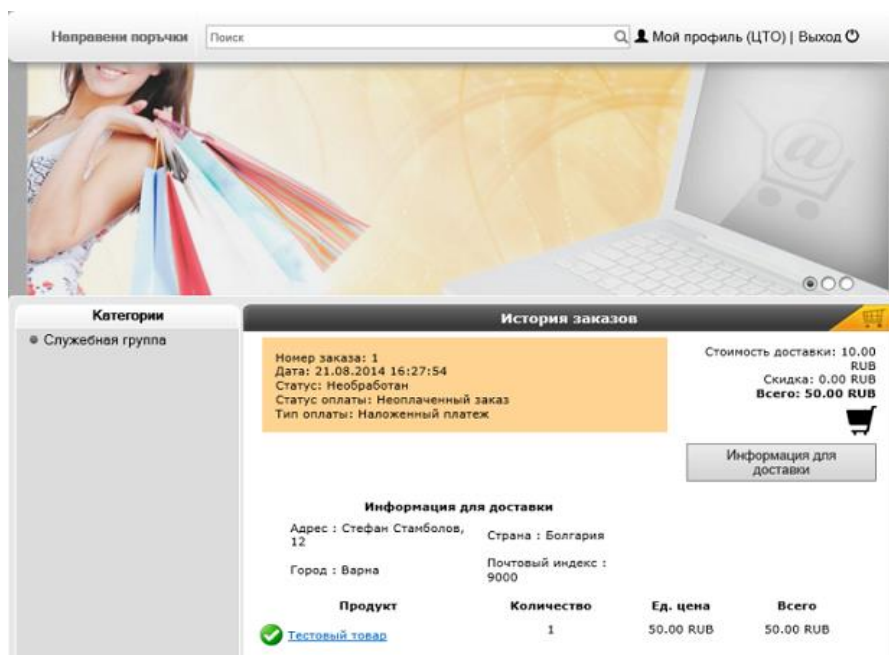 Направени поръчки
Поиск
Мой профиль (ЦТО) | Выход
Категории
Служебная группа
История заказов
Номер заказа: 1
Дата: 21.08.2014 16:27:54
Статус: Необработан
Статус оплаты: Неоплаченный заказ
Тип оплаты: Наложенный платеж
Стоимость доставки: 10.00
RUB
Скидка: 0.00 RUB
Всего: 50.00 RUB
Информация для
доставки
Информация для доставки
Адрес : Стефан Стамболов,
12
Страна : Болгария
Город : Варна
Почтовый индекс :
9000
Продукт Количество Ед. цена Всего
Тестовый товар 1 50.00 RUB 50.00 RUB